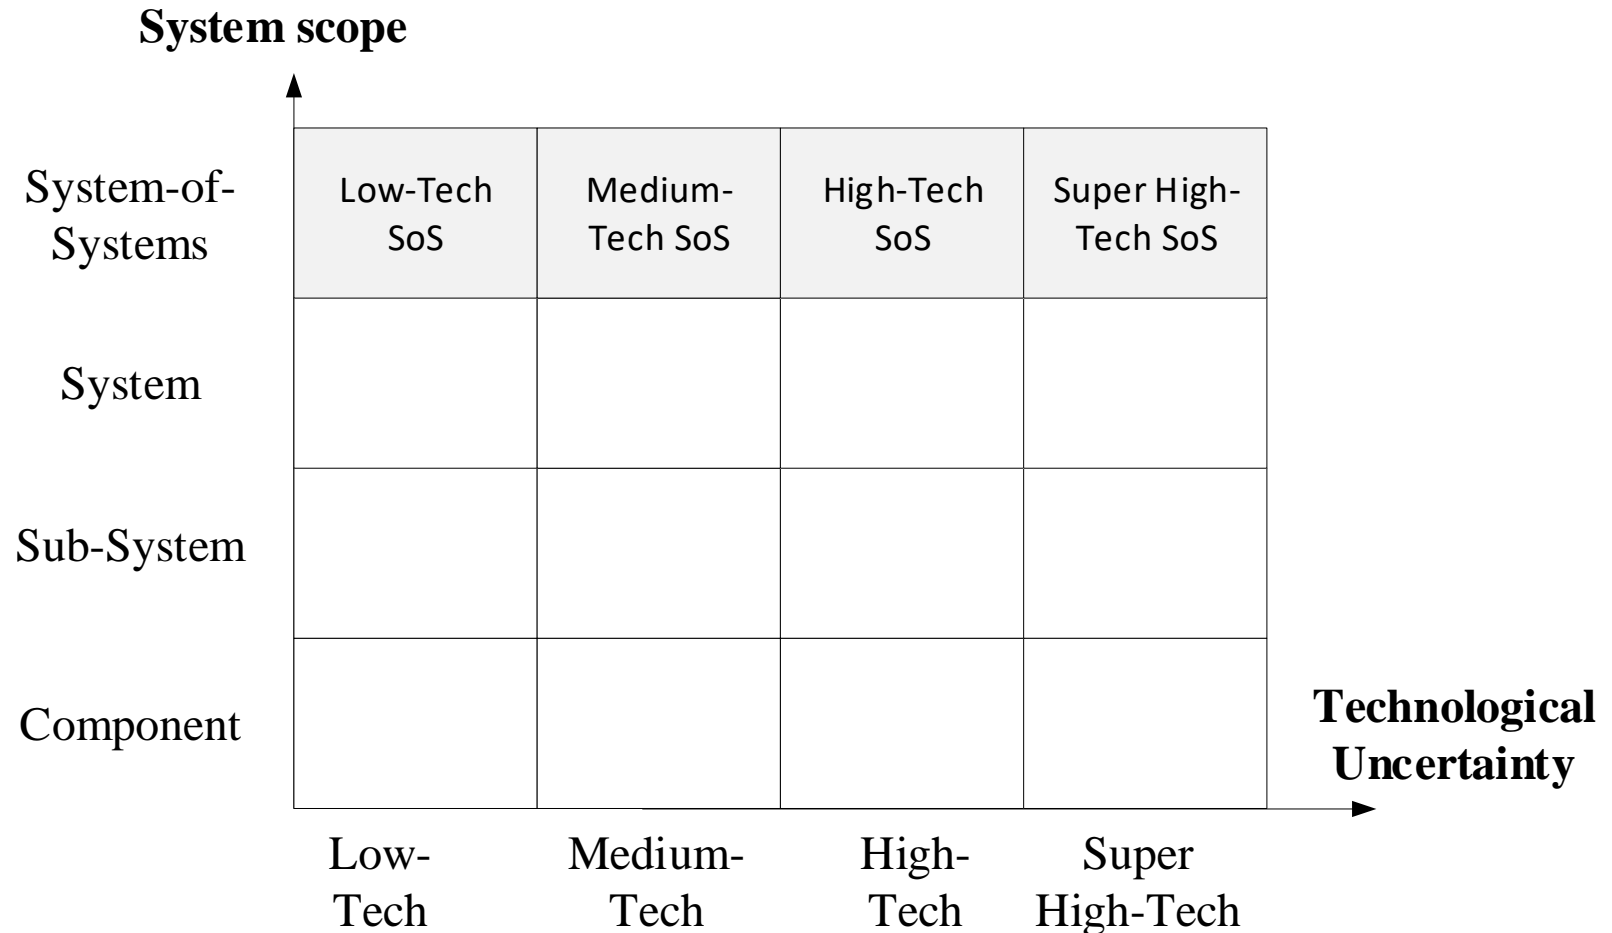 System scope
System-of-
Systems
Low-Tech
SoS
Medium-
Tech SoS
High-Tech
SoS
Super High-
Tech SoS
System
Sub-System
Component
Technological
Uncertainty
Low-
Tech
Medium-
Tech
High-
Tech
Super
High-Tech